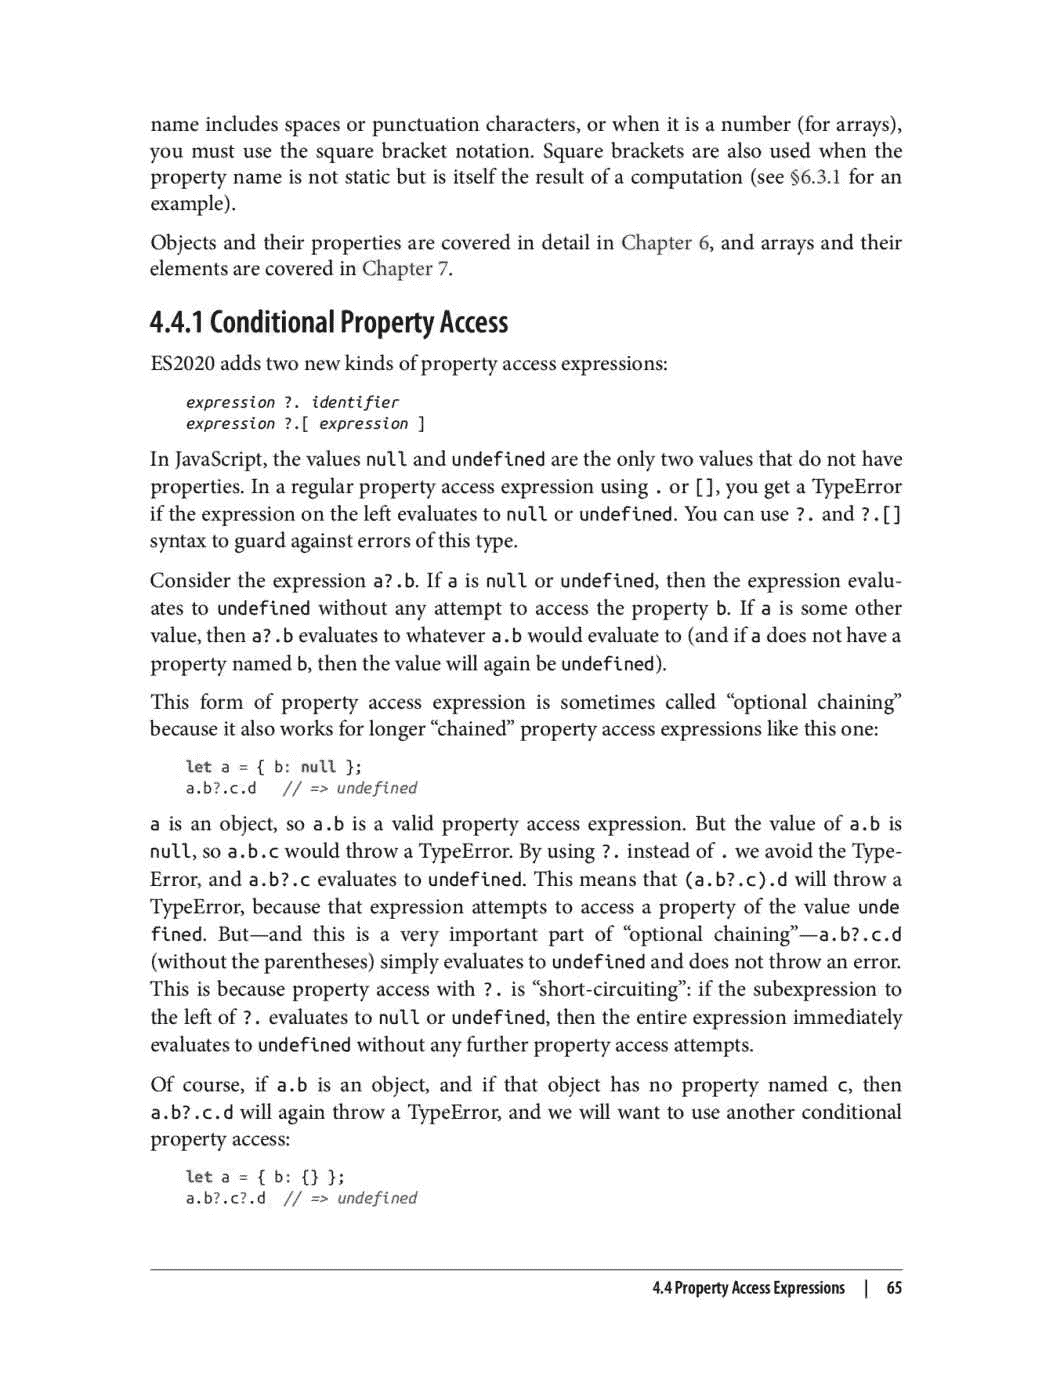 name includes spaces or punctuation characters, or when it is a number (for arrays),
you must use the square bracket notation. Square brackets are also used when the
property name is not static but is itself the result of a computation (see §6.3.1 for an
example).
Objects and their properties are covered in detail in Chapter 6, and arrays and their
elements are covered in Chapter 7.
4.4.1 Conditional Property Access
ES2020 adds two new kinds of property access expressions:
expression ?. identifier
expression ?.[ expression ]
In JavaScript, the values null and undefined are the only two values that do not have
properties. In a regular property access expression using . or [], you get a TypeError
if the expression on the left evaluates to null or undefined. You can use ?. and ?.[]
syntax to guard against errors of this type.
Consider the expression a?.b. If a is null or undefined, then the expression evalu-
ates to undefined without any attempt to access the property b. If a is some other
value, then a?.b evaluates to whatever a.b would evaluate to (and if a does not have a
property named b, then the value will again be undefined).
This form of property access expression is sometimes called “optional chaining”
because it also works for longer “chained” property access expressions like this one:
let a = { b: null };
a.b?.c.d   // => undefined
a is an object, so a.b is a valid property access expression. But the value of a.b is
null, so a.b.c would throw a TypeError. By using ?. instead of . we avoid the Type-
Error, and a.b?.c evaluates to undefined. This means that (a.b?.c).d will throw a
TypeError, because that expression attempts to access a property of the value unde
fined. But—and this is a very important part of “optional chaining”—a.b?.c.d
(without the parentheses) simply evaluates to undefined and does not throw an error.
This is because property access with ?. is “short-circuiting”: if the subexpression to
the left of ?. evaluates to null or undefined, then the entire expression immediately
evaluates to undefined without any further property access attempts.
Of course, if a.b is an object, and if that object has no property named c, then
a.b?.c.d will again throw a TypeError, and we will want to use another conditional
property access:
let a = { b: {} };
a.b?.c?.d  // => undefined
4.4 Property Access Expressions | 65